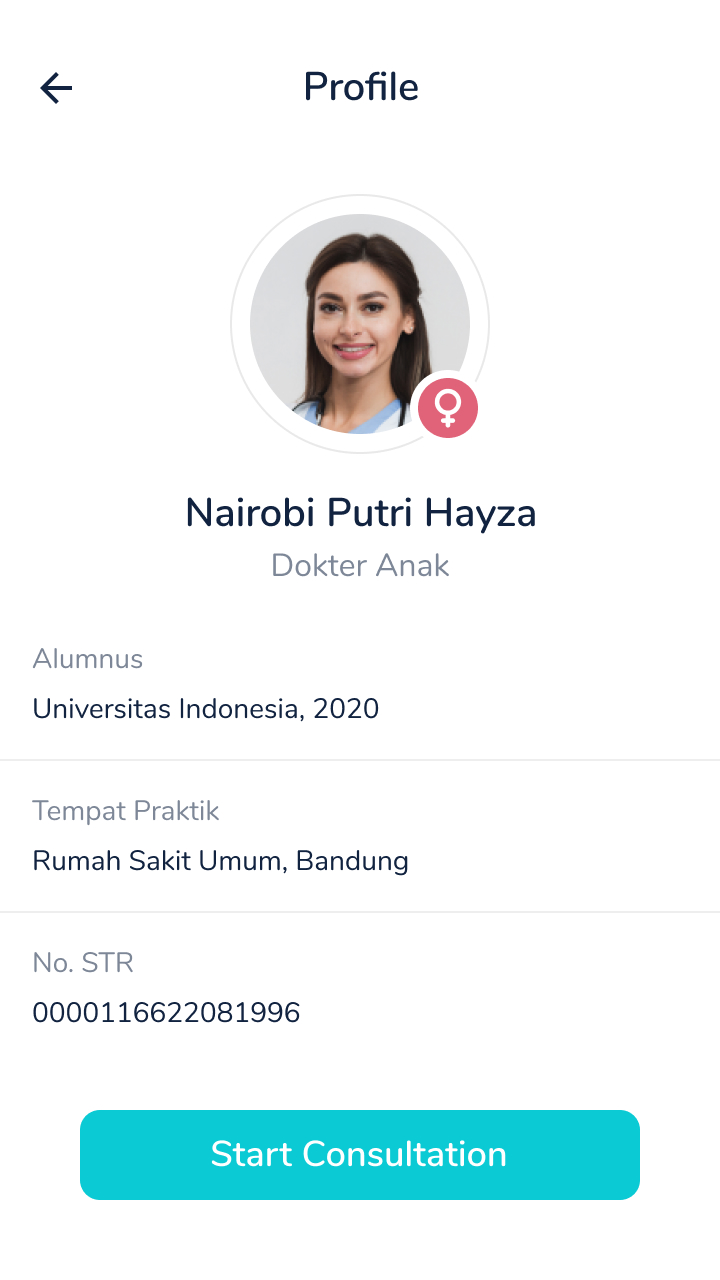 Profile
Nairobi Putri Hayza
Dokter Anak
Alumnus
Universitas Indonesia, 2020
Tempat Praktik
Rumah Sakit Umum, Bandung
No. STR
0000116622081996
Start Consultation